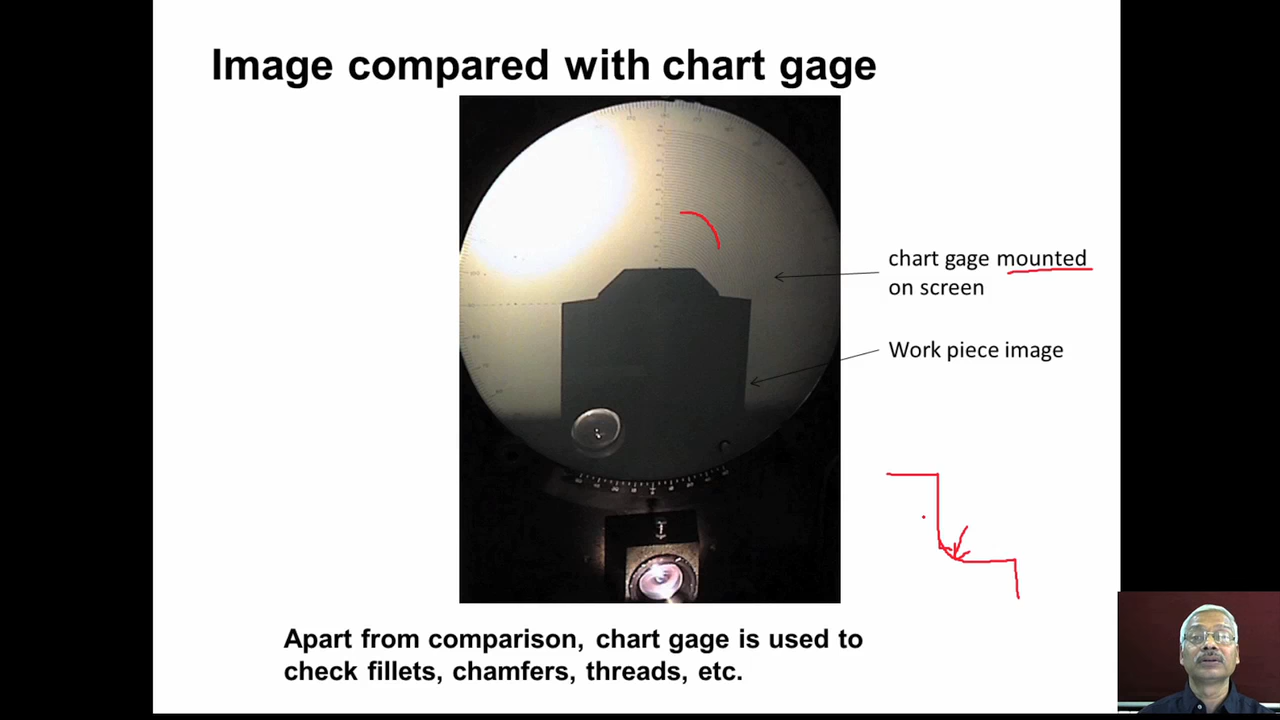 Image compared with chart gage
chart gage mounted
on screen
Work piece image
Apart from comparison, chart gage is used to
check fillets, chamfers, threads, etc.